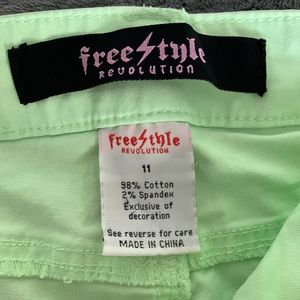 freestyle
REVOLUTION
freestyle
REVOLUTION
11
98% Cotton
2% Spandex
Exclusive of
decoration
See reverse for care
MADE IN CHINA